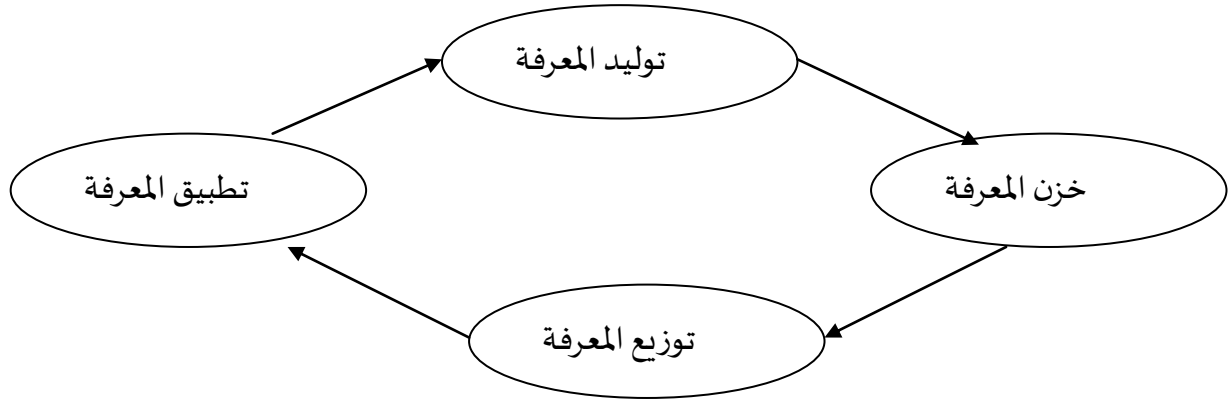 توليد المعرفة
خزن المعرفة
تطبيق المعرفة
توزيع المعرفة